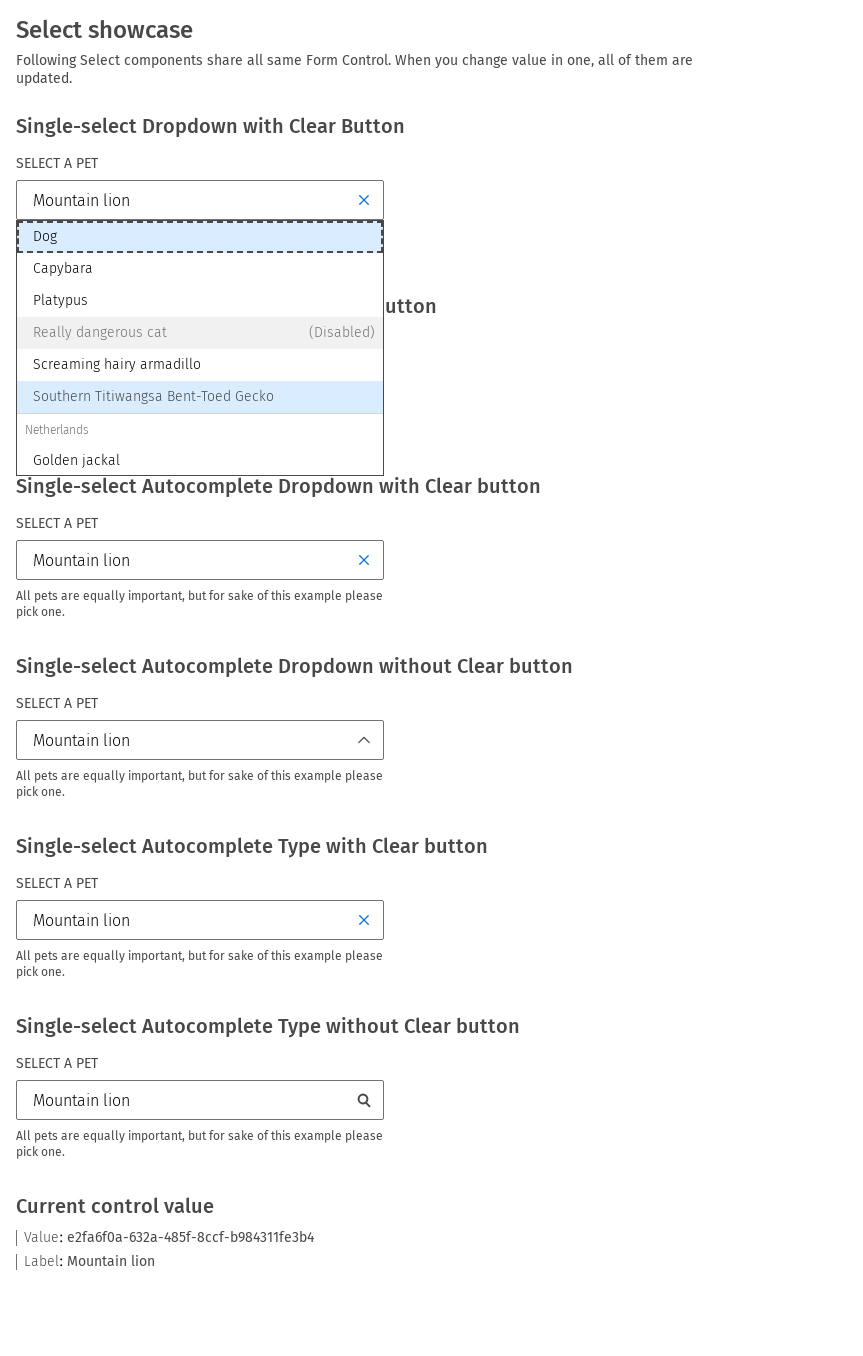 Select showcase
Following Select components share all same Form Control. When you change value in one, all of them are
updated.
Single-select Dropdown with Clear Button
SELECT A PET
Mountain lion
Dog
Capybara
Platypus
utton
Really dangerous cat (Disabled)
Screaming hairy armadillo
Southern Titiwangsa Bent-Toed Gecko
Netherlands
Golden jackal
Single-select Autocomplete Dropdown with Clear button
SELECT A PET
Mountain lion
All pets are equally important, but for sake of this example please
pick one.
Single-select Autocomplete Dropdown without Clear button
SELECT A PET
Mountain lion
All pets are equally important, but for sake of this example please
pick one.
Single-select Autocomplete Type with Clear button
SELECT A PET
Mountain lion
All pets are equally important, but for sake of this example please
pick one.
Single-select Autocomplete Type without Clear button
SELECT A PET
Mountain lion
All pets are equally important, but for sake of this example please
pick one.
Current control value
Value: e2fa6f0a-632a-485f-8ccf-b984311fe3b4
Label: Mountain lion